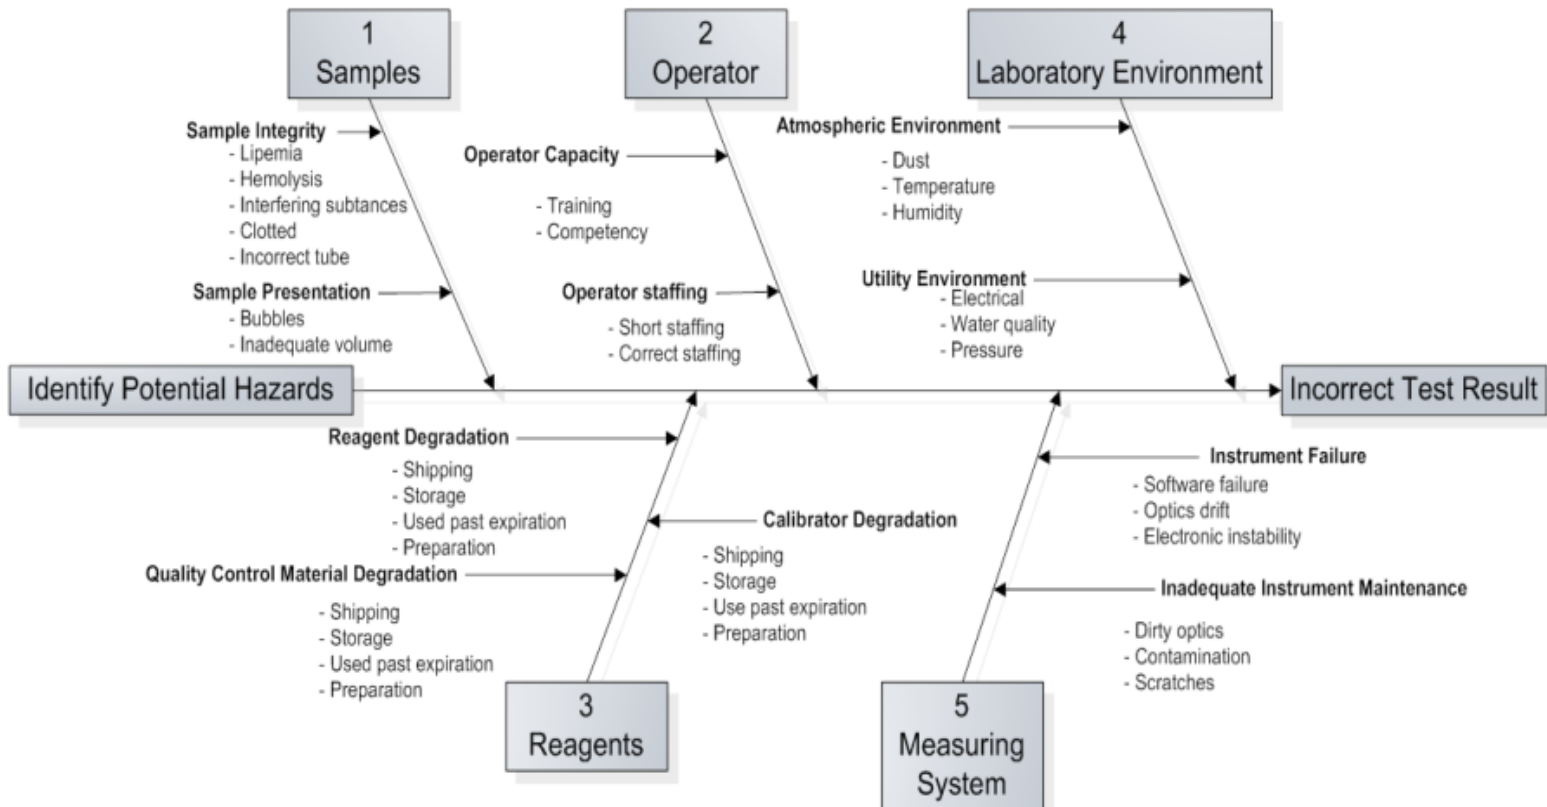 1
Samples
2
Operator
4
Laboratory Environment
Sample Integrity
- Lipemia
- Hemolysis
- Interfering subtances
- Clotted
- Incorrect tube
Sample Presentation
- Bubbles
- Inadequate volume
Operator Capacity
- Training
- Competency
Operator staffing
- Short staffing
- Correct staffing
Atmospheric Environment
- Dust
- Temperature
- Humidity
Utility Environment
- Electrical
- Water quality
- Pressure
Identify Potential Hazards
Incorrect Test Result
Reagent Degradation
- Shipping
- Storage
- Used past expiration
- Preparation
Quality Control Material Degradation
- Shipping
- Storage
- Used past expiration
- Preparation
Calibrator Degradation
- Shipping
- Storage
- Use past expiration
- Preparation
Instrument Failure
- Software failure
- Optics drift
- Electronic instability
Inadequate Instrument Maintenance
- Dirty optics
- Contamination
- Scratches
3
Reagents
5
Measuring
System